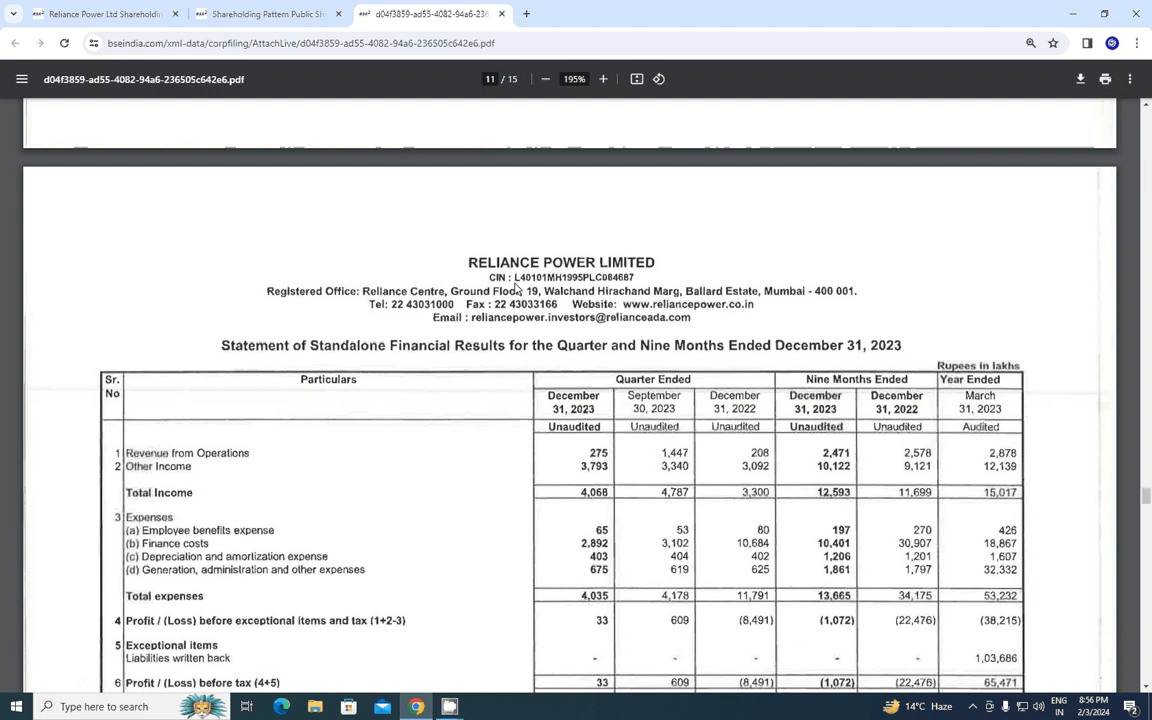 Reliance Power Ltd Shareholdin
Shareholding Pattern Public Sh
d04f3859-ad55-4082-94a6-236
bseindia.com/xml-data/corpfiling/AttachLive/d04f3859-ad55-4082-94a6-236505c642e6.pdf
d04f3859-ad55-4082-94a6-236505c642e6.pdf
11 / 15
195%
RELIANCE POWER LIMITED
CIN : L40101MH1995PLC084687
Registered Office: Reliance Centre, Ground Floor, 19, Walchand Hirachand Marg, Ballard Estate, Mumbai - 400 001.
Tel: 22 43031000 Fax : 22 43033166 Website: www.reliancepower.co.in
Email : reliancepower.investors@relianceada.com
Statement of Standalone Financial Results for the Quarter and Nine Months Ended December 31, 2023
Rupees in lakhs
Sr. No Particulars Quarter Ended Nine Months Ended Year Ended
December 31, 2023 September 30, 2023 December 31, 2022 December 31, 2023 December 31, 2022 March 31, 2023
Unaudited Unaudited Unaudited Unaudited Unaudited Audited
1 Revenue from Operations 275 1,447 208 2,471 2,578 2,878
2 Other Income 3,793 3,340 3,092 10,122 9,121 12,139
Total Income 4,068 4,787 3,300 12,593 11,699 15,017
3 Expenses
(a) Employee benefits expense 65 53 80 197 270 426
(b) Finance costs 2,892 3,102 10,684 10,401 30,907 18,867
(c) Depreciation and amortization expense 403 404 402 1,206 1,201 1,607
(d) Generation, administration and other expenses 675 619 625 1,861 1,797 32,332
Total expenses 4,035 4,178 11,791 13,665 34,175 53,232
4 Profit / (Loss) before exceptional items and tax (1+2-3) 33 609 (8,491) (1,072) (22,476) (38,215)
5 Exceptional items
Liabilities written back - - - - - 1,03,686
6 Profit / (Loss) before tax (4+5) 33 609 (8,491) (1,072) (22,476) 65,471
Type here to search
14°C Haze
ENG
IN
8:56 PM
2/3/2024
2